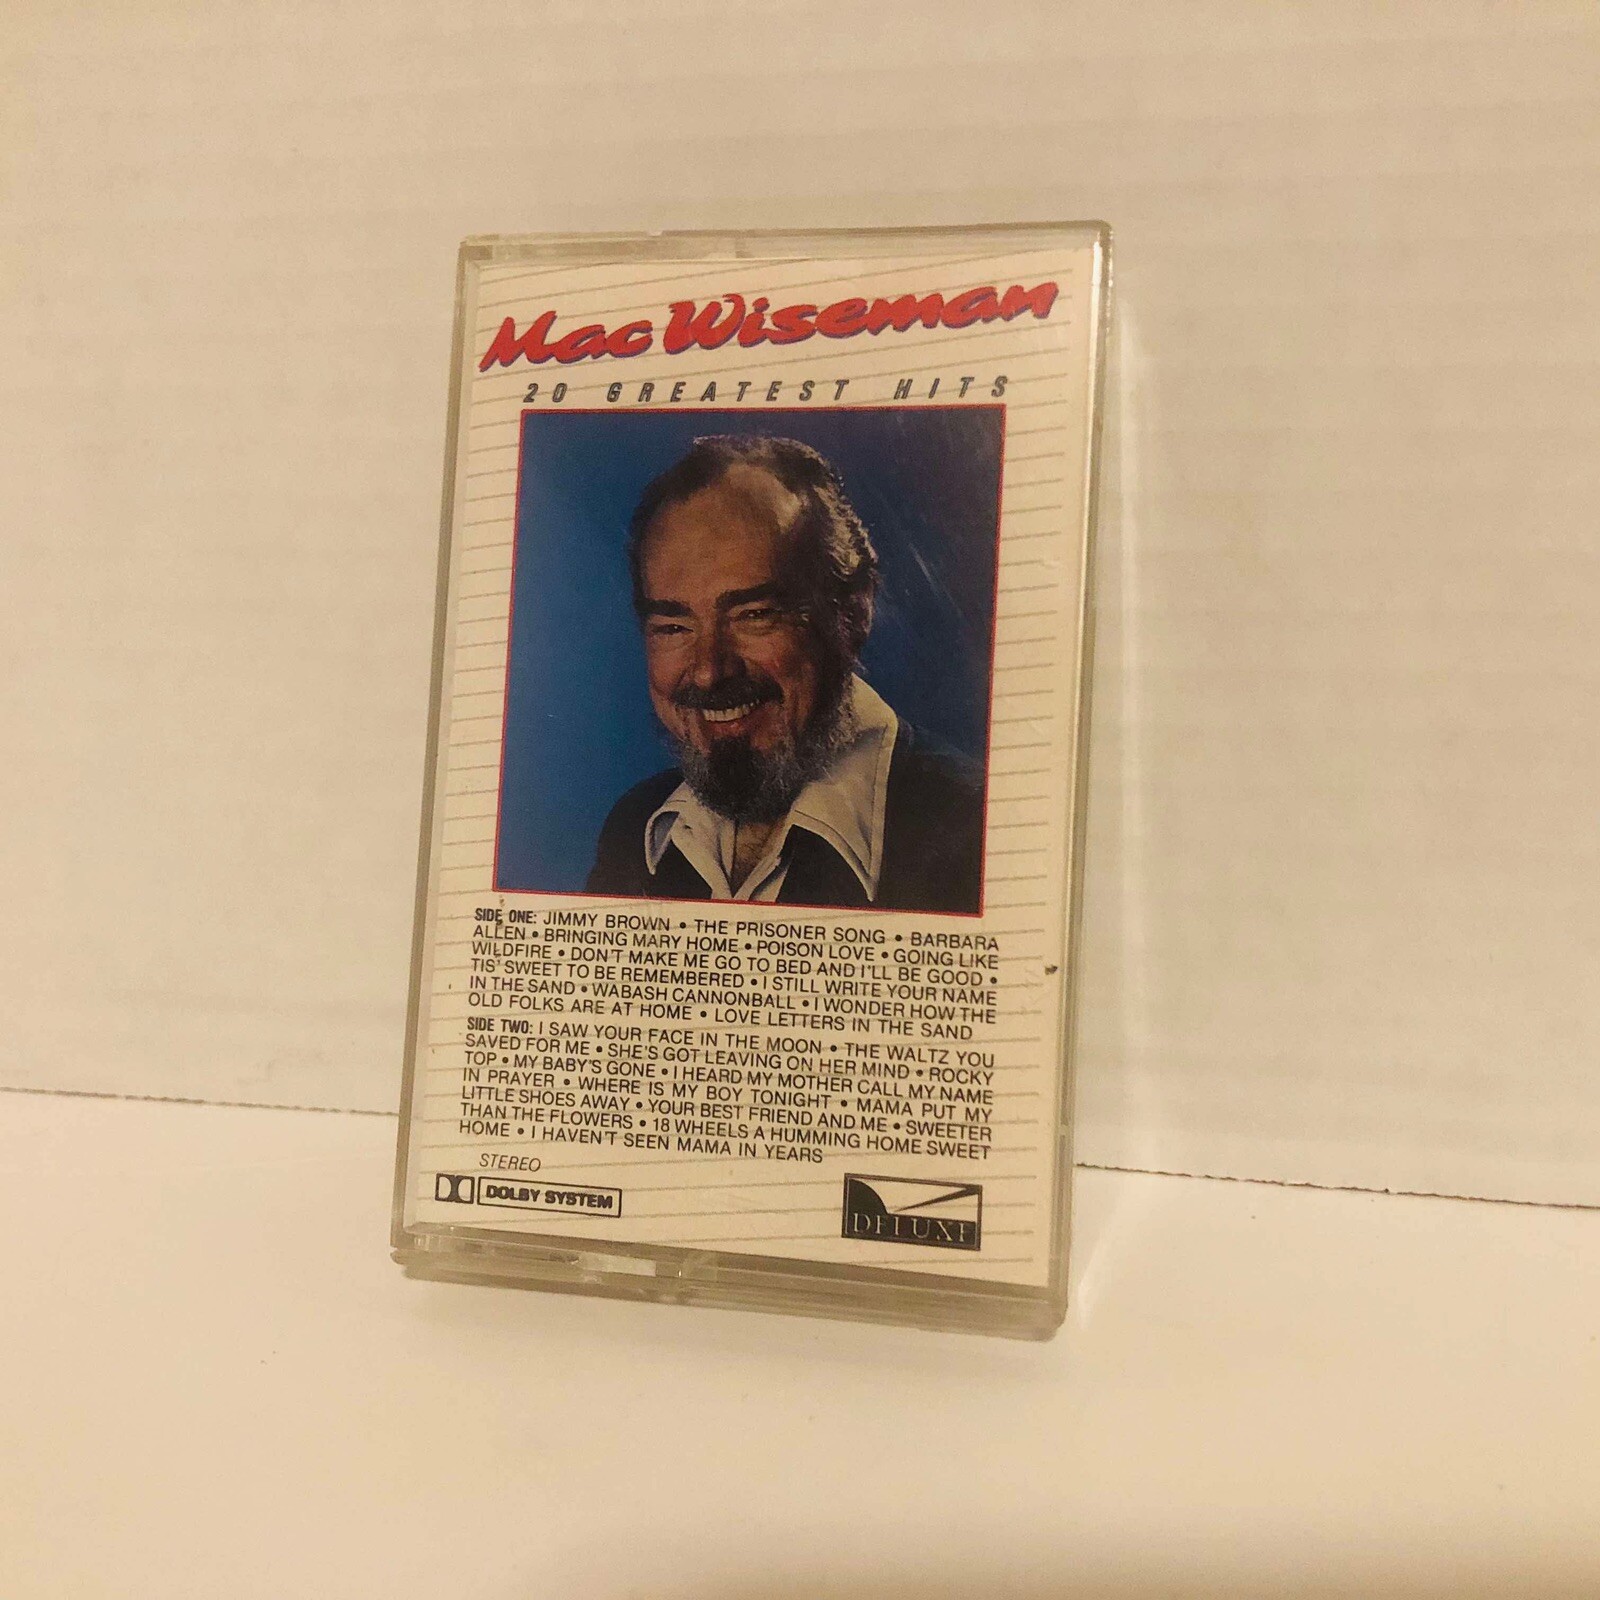 Mac Wiseman
20 GREATEST HITS
SIDE ONE: JIMMY BROWN • THE PRISONER SONG • BARBARA
ALLEN • BRINGING MARY HOME • POISON LOVE • GOING LIKE
WILDFIRE • DON'T MAKE ME GO TO BED AND I'LL BE GOOD •
TIS' SWEET TO BE REMEMBERED • I STILL WRITE YOUR NAME
IN THE SAND • WABASH CANNONBALL • I WONDER HOW THE
OLD FOLKS ARE AT HOME • LOVE LETTERS IN THE SAND
SIDE TWO: I SAW YOUR FACE IN THE MOON • THE WALTZ YOU
SAVED FOR ME • SHE'S GOT LEAVING ON HER MIND • ROCKY
TOP • MY BABY'S GONE • I HEARD MY MOTHER CALL MY NAME
IN PRAYER • WHERE IS MY BOY TONIGHT • MAMA PUT MY
LITTLE SHOES AWAY • YOUR BEST FRIEND AND ME • SWEETER
THAN THE FLOWERS • 18 WHEELS A HUMMING HOME SWEET
HOME • I HAVEN'T SEEN MAMA IN YEARS
STEREO
DOLBY SYSTEM
DELUXE